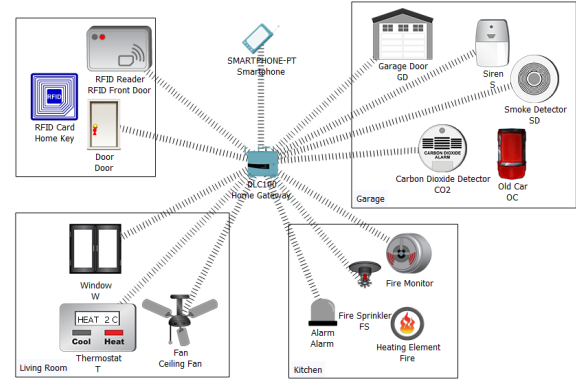 RFID Reader
RFID Front Door
RFID
RFID Card
Home Key
Door
Door
SMARTPHONE-PT
Smartphone
Garage Door
GD
Siren
S
Smoke Detector
SD
CARBON DIOXIDE
ALARM
Carbon Dioxide Detector
CO2
Old Car
OC
Garage
DLC100
Home Gateway
Window
W
HEAT 2 C
Cool Heat
Thermostat
T
Fan
Ceiling Fan
Living Room
Fire Monitor
Fire Sprinkler
FS
Alarm
Alarm
Heating Element
Fire
Kitchen